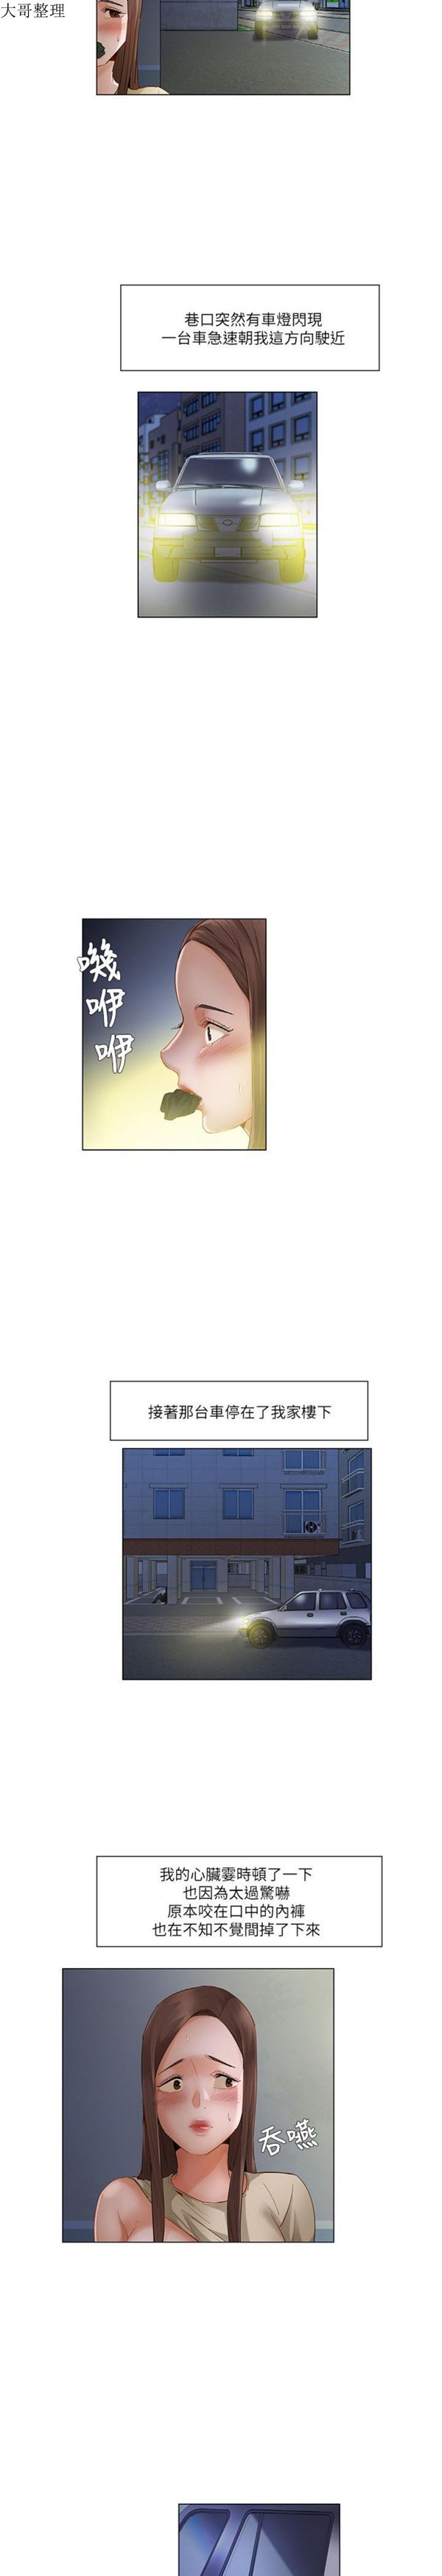 大哥整理
巷口突然有車燈閃現
一台車急速朝我這方向駛近
嘰
咿
咿
接著那台車停在了我家樓下
我的心臟霎時頓了一下
也因為太過驚嚇
原本咬在口中的內褲
也在不知不覺間掉了下來
吞嚥